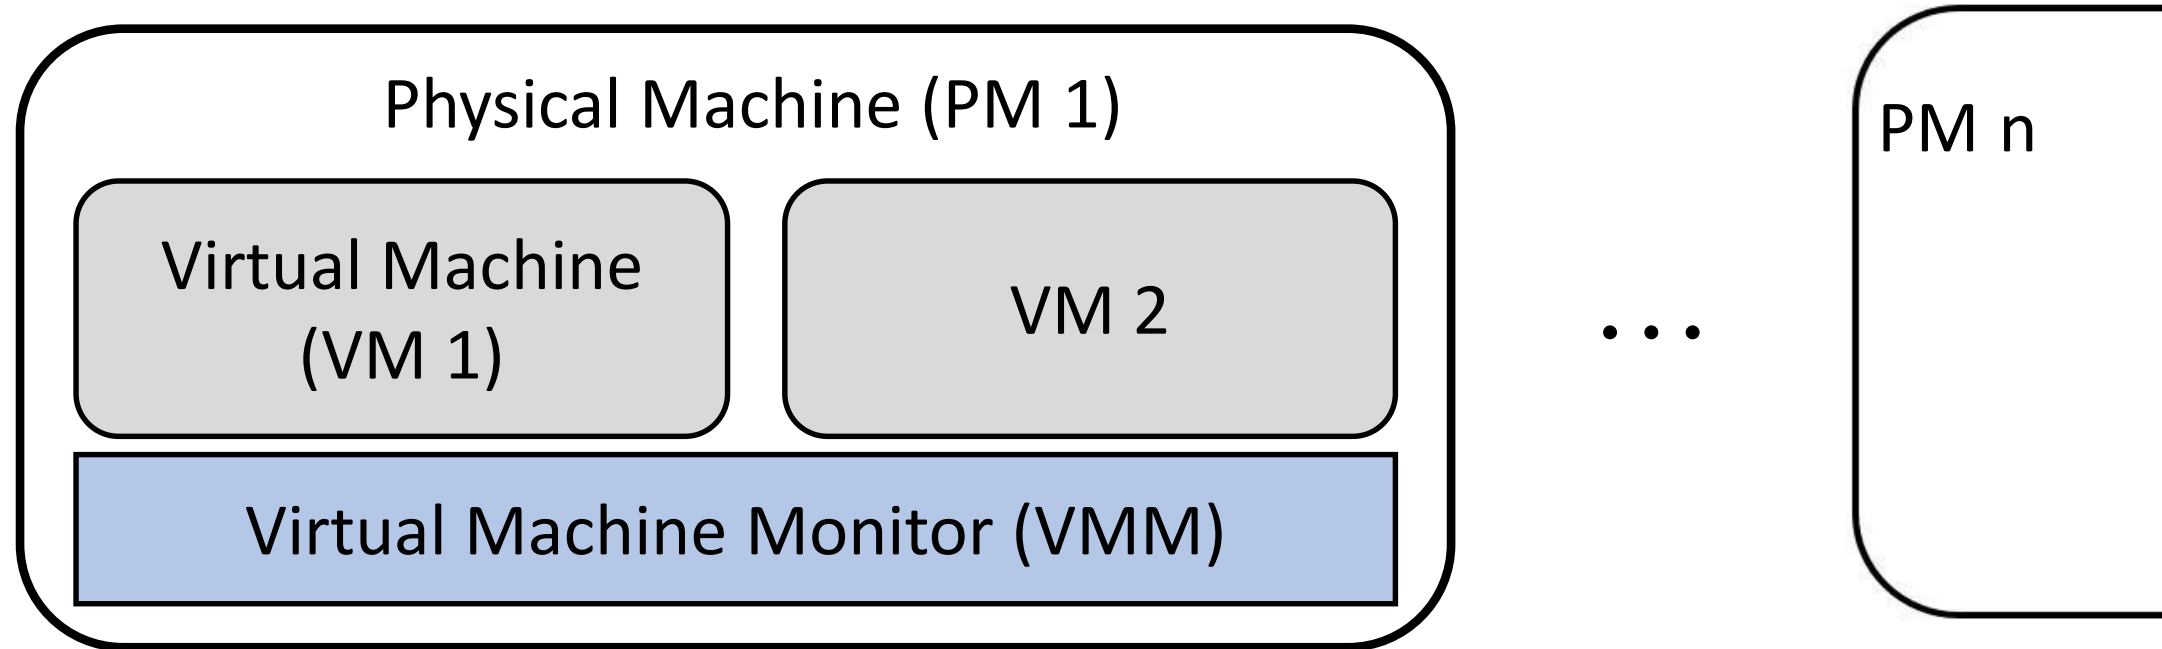 Physical Machine (PM 1)
Virtual Machine
(VM 1)
VM 2
Virtual Machine Monitor (VMM)
...
PM n